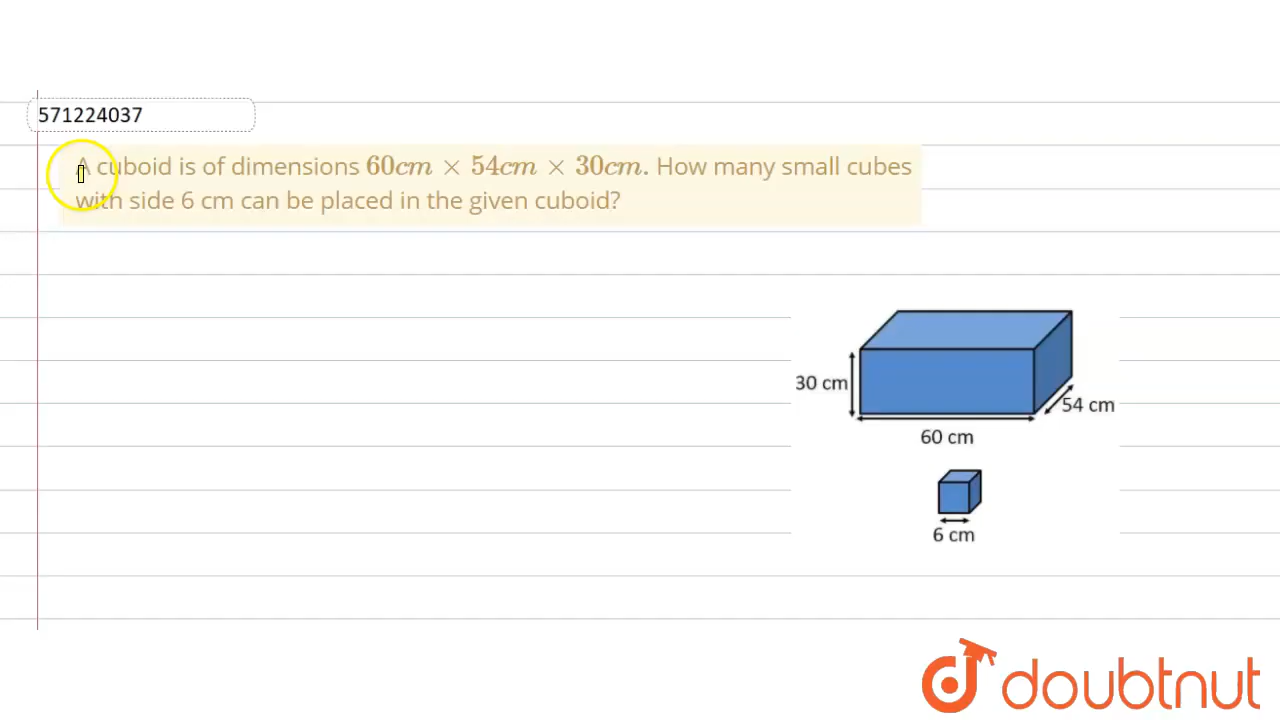 571224037
A cuboid is of dimensions 60cm × 54cm × 30cm. How many small cubes
with side 6 cm can be placed in the given cuboid?
30 cm
54 cm
60 cm
6 cm
doubtnut